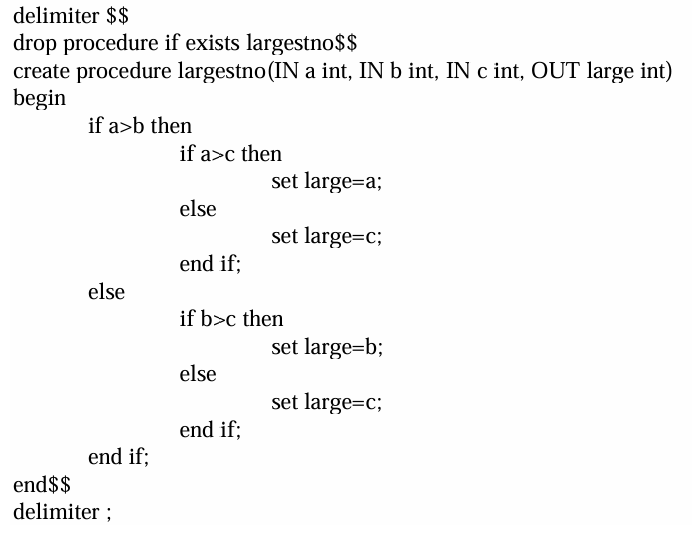 delimiter $$
drop procedure if exists largestno$$
create procedure largestno(IN a int, IN b int, IN c int, OUT large int)
begin
if a>b then
if a>c then
set large=a;
else
set large=c;
end if;
else
if b>c then
set large=b;
else
set large=c;
end if;
end if;
end$$
delimiter ;